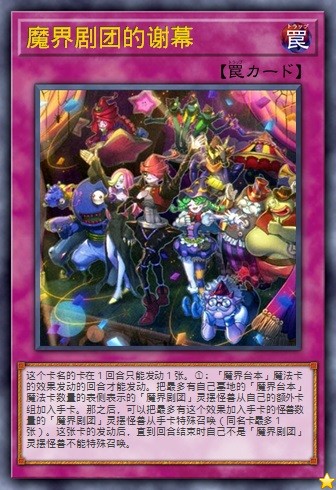 魔界剧团的谢幕
トラップ
罠
【罠カード】
这个卡名的卡在1回合只能发动1张。①：「魔界台本」魔法卡
的效果发动的回合才能发动。把最多有自己墓地的「魔界台本」
魔法卡数量的表侧表示的「魔界剧团」灵摆怪兽从自己的额外卡
组加入手卡。那之后，可以把最多有这个效果加入手卡的怪兽数
量的「魔界剧团」灵摆怪兽从手卡特殊召唤（同名卡最多1
张）。这张卡的发动后，直到回合结束时自己不是「魔界剧团」
灵摆怪兽不能特殊召唤。